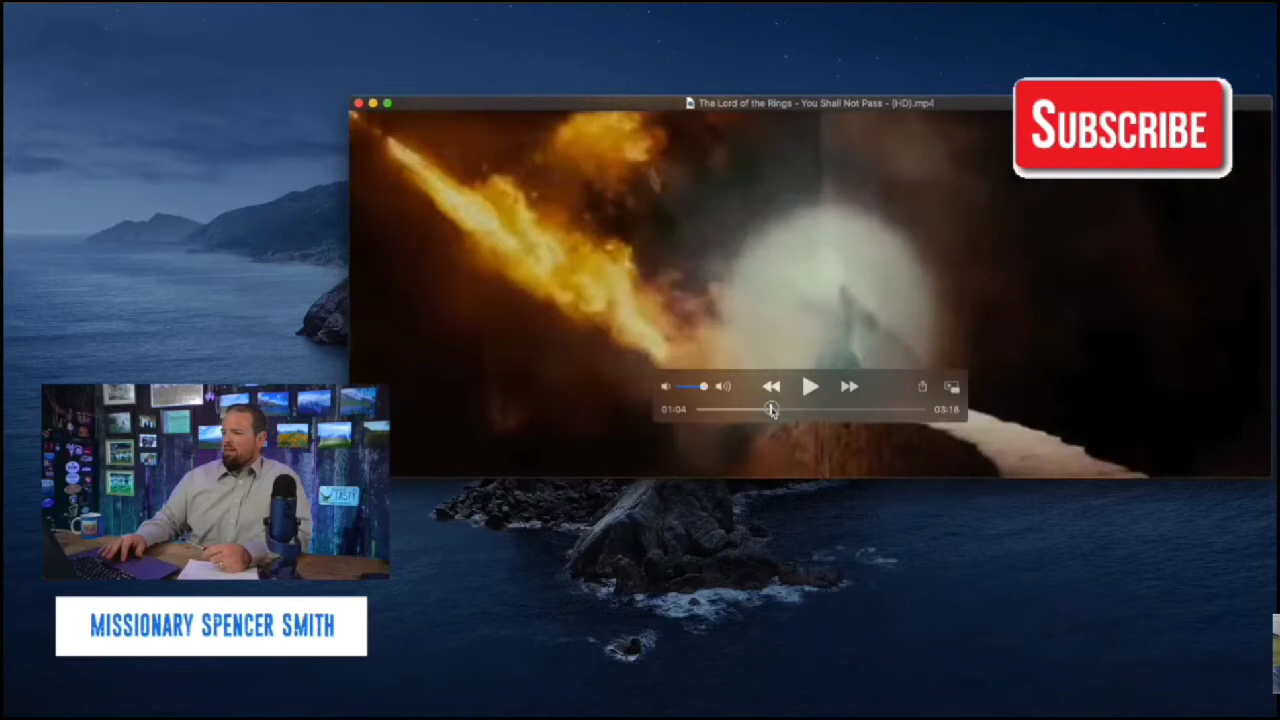 The Lord of the Rings - You Shall Not Pass - (HD).mp4
SUBSCRIBE
01:04
03:18
TASTY
MISSIONARY SPENCER SMITH